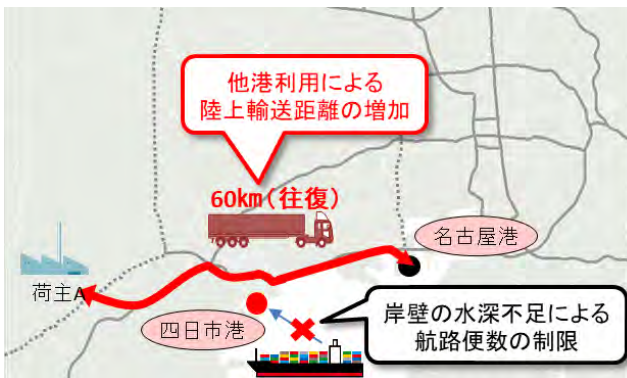 他港利用による
陸上輸送距離の増加
60km(往復)
名古屋港
荷主A
四日市港
岸壁の水深不足による
航路便数の制限